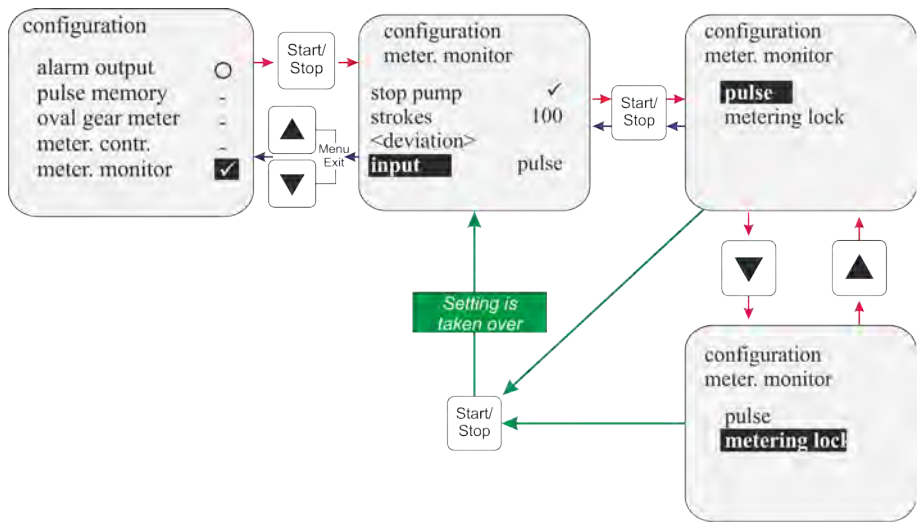 configuration
alarm output
pulse memory -
oval gear meter -
meter. contr. -
meter. monitor ✓
Start/
Stop
Menu
Exit
configuration
meter. monitor
stop pump ✓
strokes 100
<deviation>
input pulse
Start/
Stop
configuration
meter. monitor
pulse
metering lock
Setting is
taken over
Start/
Stop
configuration
meter. monitor
pulse
metering lock